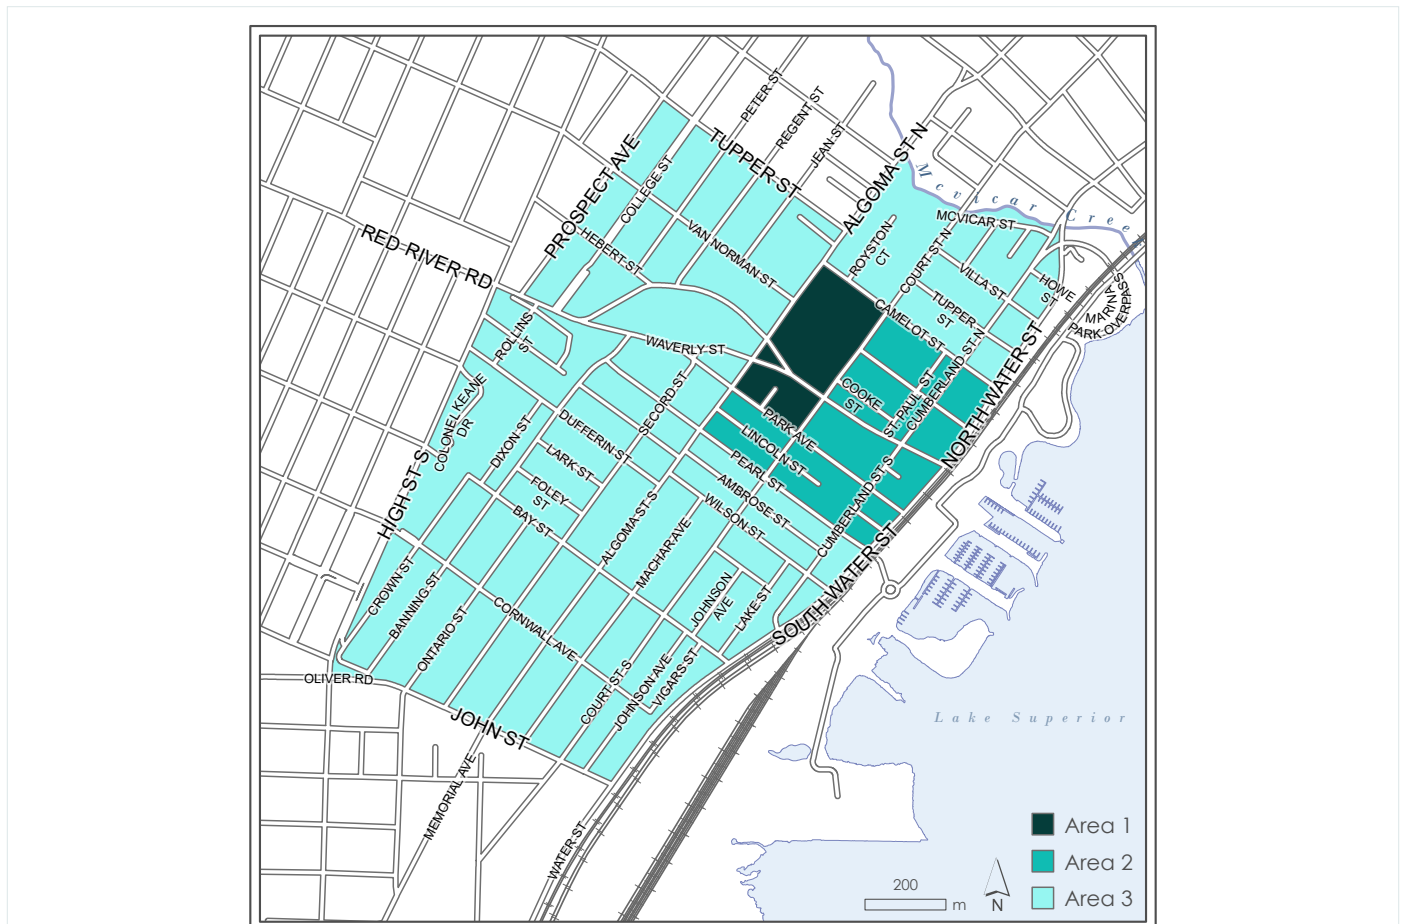 PETER ST
REGENT ST
JEAN ST
TUPPER ST
ALGOMA ST N
PROSPECT AVE
COLLEGE ST
Mcvicar Cree
MCVICAR ST
RED RIVER RD
HEBERT ST
VAN NORMAN ST
ROYSTON
CT
COURT ST N
VILLA ST
HOWE
ST
TUPPER
ST
MARINA
PARK OVERPASS
CAMELOT ST
ROLLINS
ST
WAVERLY ST
CUMBERLAND ST N
NORTH WATER ST
COLONEL KEANE
DR
SECOND ST
COOKE
ST
ST. PAUL ST
DIXON ST
DUFFERIN ST
PARK AVE
LINCOLN ST
PEARL ST
LARK ST
FOLEY
ST
HIGH ST S
BAY ST
ALGOMA ST S
AMBROSE ST
WILSON ST
CUMBERLAND ST S
MACHAR AVE
SOUTH WATER ST
CROWN ST
BANNING ST
ONTARIO ST
CORNWALL AVE
JOHNSON
AVE
LAKE ST
OLIVER RD
COURT ST S
JOHNSON AVE
VIGARS ST
JOHN ST
Lake Superior
MEMORIAL AVE
WATER ST
Area 1
Area 2
Area 3
200
m
N